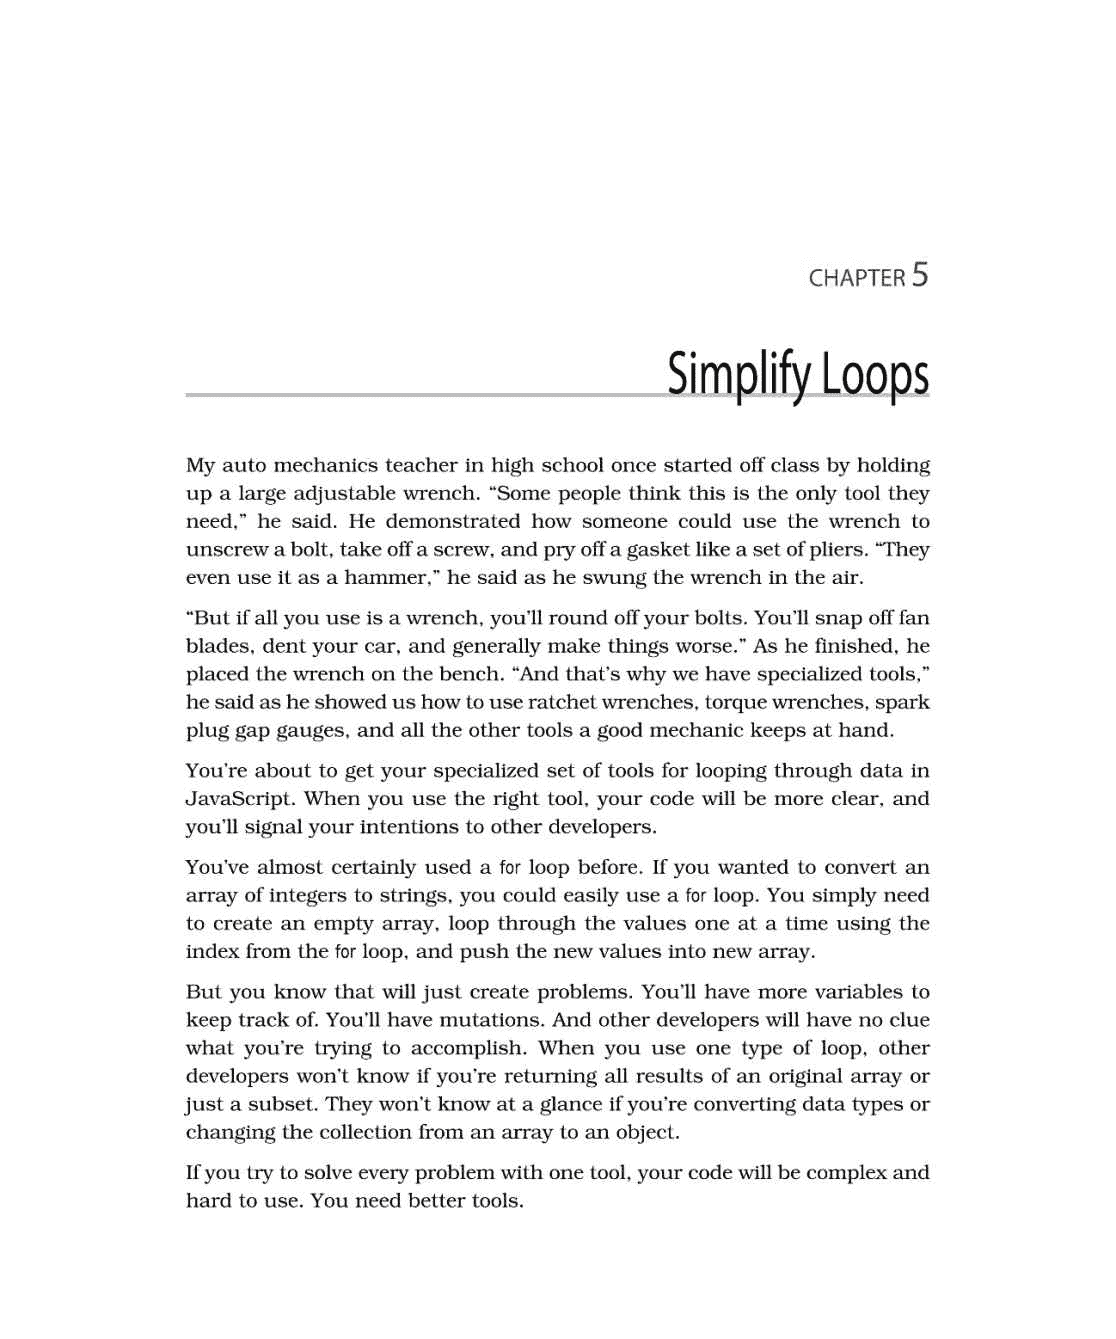 CHAPTER 5
Simplify Loops
My auto mechanics teacher in high school once started off class by holding
up a large adjustable wrench. “Some people think this is the only tool they
need,” he said. He demonstrated how someone could use the wrench to
unscrew a bolt, take off a screw, and pry off a gasket like a set of pliers. “They
even use it as a hammer,” he said as he swung the wrench in the air.
“But if all you use is a wrench, you’ll round off your bolts. You’ll snap off fan
blades, dent your car, and generally make things worse.” As he finished, he
placed the wrench on the bench. “And that’s why we have specialized tools,”
he said as he showed us how to use ratchet wrenches, torque wrenches, spark
plug gap gauges, and all the other tools a good mechanic keeps at hand.
You’re about to get your specialized set of tools for looping through data in
JavaScript. When you use the right tool, your code will be more clear, and
you’ll signal your intentions to other developers.
You’ve almost certainly used a for loop before. If you wanted to convert an
array of integers to strings, you could easily use a for loop. You simply need
to create an empty array, loop through the values one at a time using the
index from the for loop, and push the new values into new array.
But you know that will just create problems. You’ll have more variables to
keep track of. You’ll have mutations. And other developers will have no clue
what you’re trying to accomplish. When you use one type of loop, other
developers won’t know if you’re returning all results of an original array or
just a subset. They won’t know at a glance if you’re converting data types or
changing the collection from an array to an object.
If you try to solve every problem with one tool, your code will be complex and
hard to use. You need better tools.